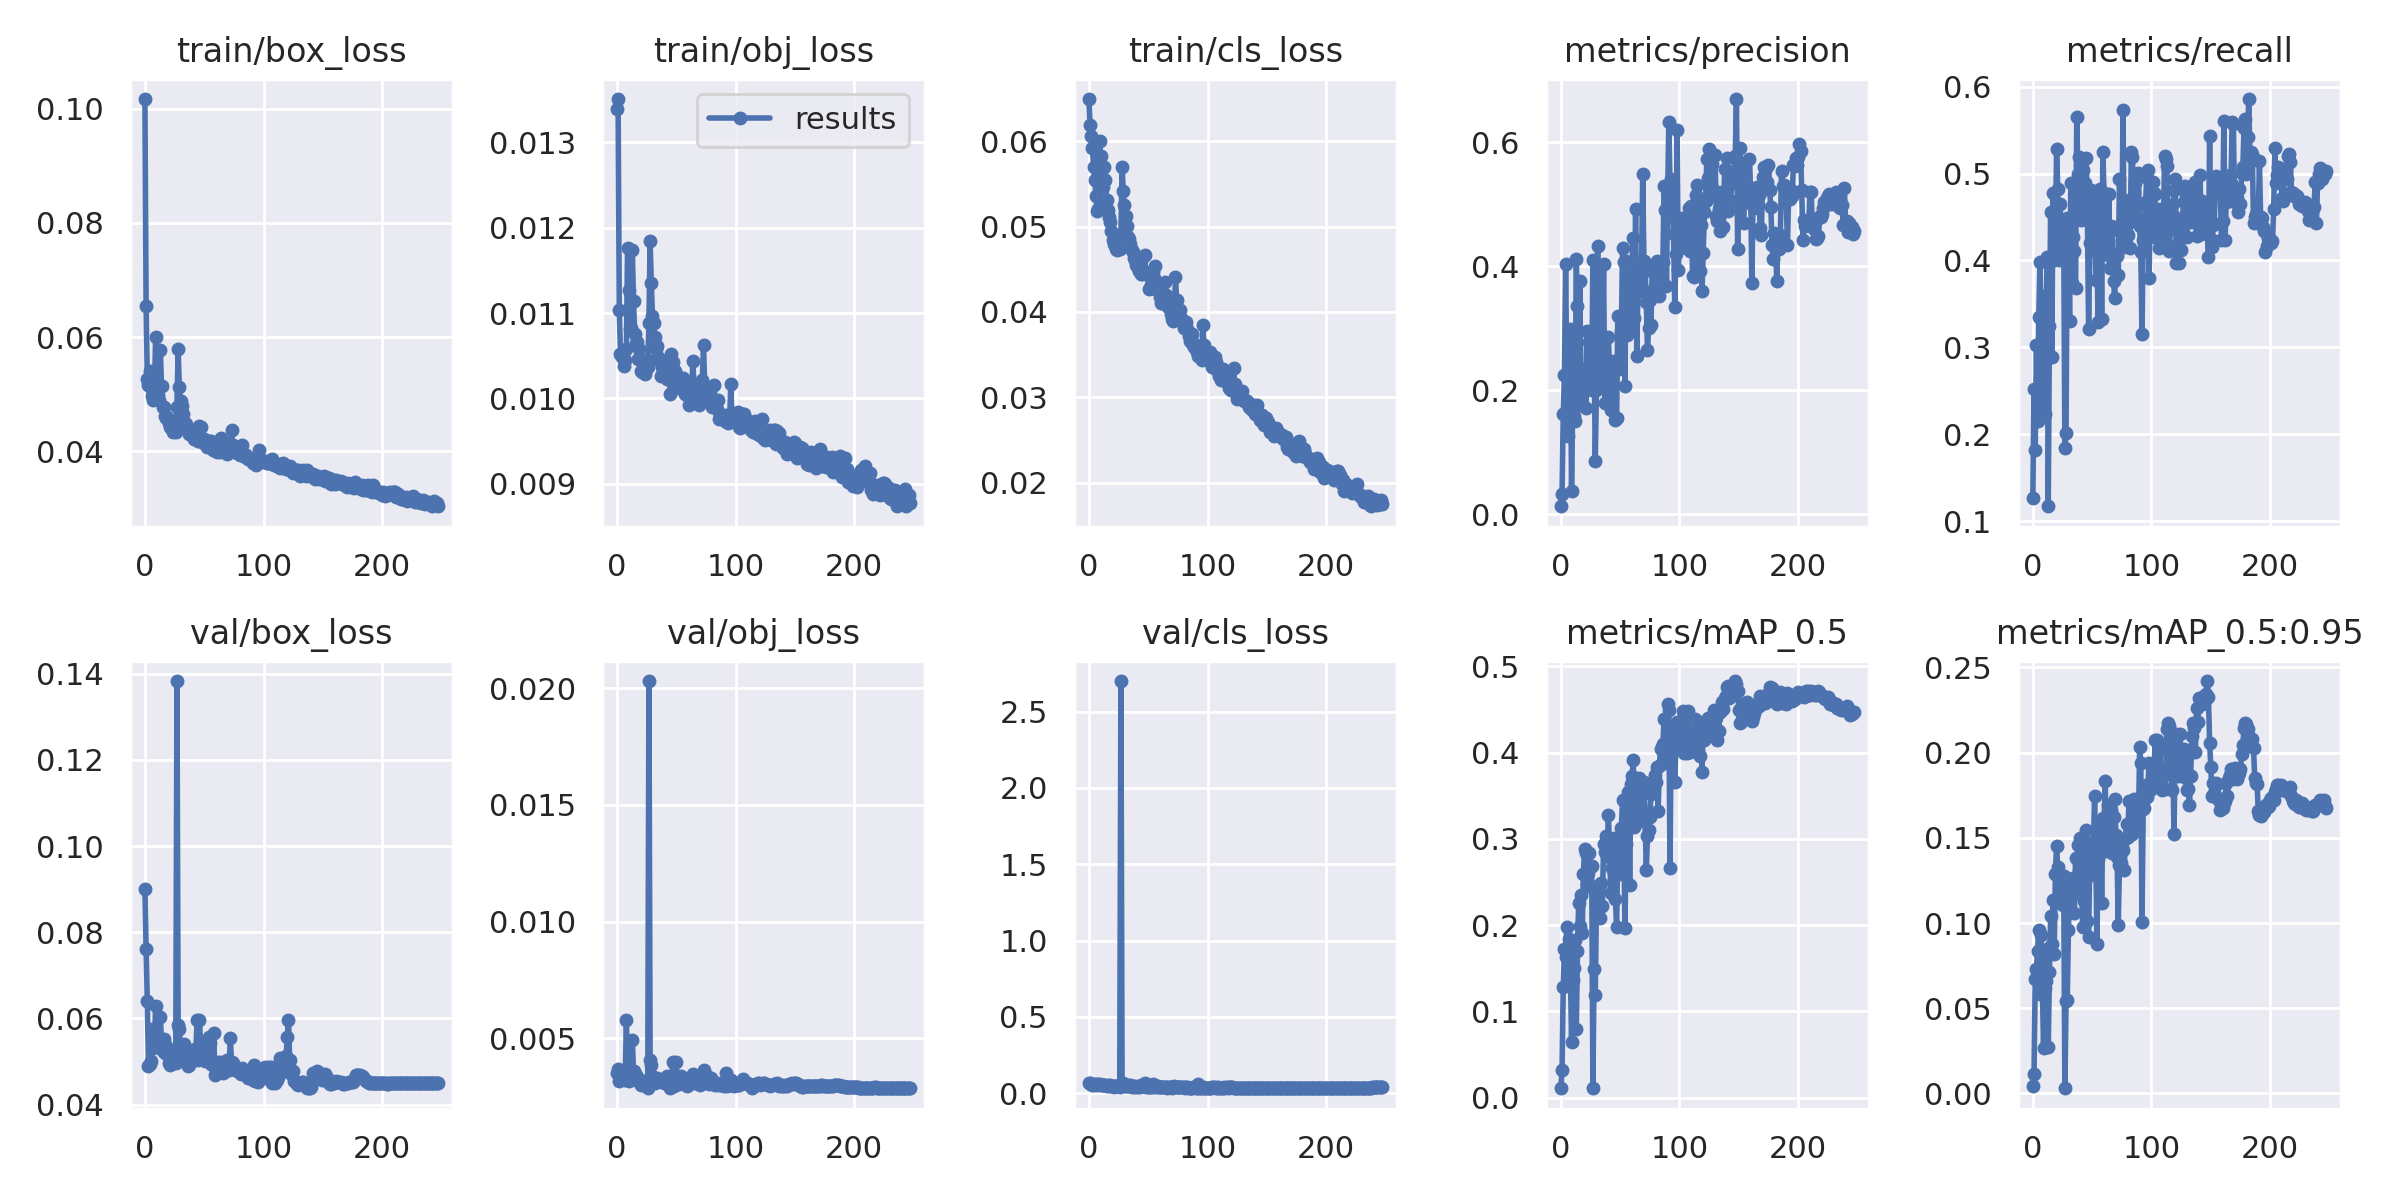 train/box_loss
0.10
0.08
0.06
0.04
0 100 200
train/obj_loss
results
0.013
0.012
0.011
0.010
0.009
0 100 200
train/cls_loss
0.06
0.05
0.04
0.03
0.02
0 100 200
metrics/precision
0.6
0.4
0.2
0.0
0 100 200
metrics/recall
0.6
0.5
0.4
0.3
0.2
0.1
0 100 200
val/box_loss
0.14
0.12
0.10
0.08
0.06
0.04
0 100 200
val/obj_loss
0.020
0.015
0.010
0.005
0 100 200
val/cls_loss
2.5
2.0
1.5
1.0
0.5
0.0
0 100 200
metrics/mAP_0.5
0.5
0.4
0.3
0.2
0.1
0.0
0 100 200
metrics/mAP_0.5:0.95
0.25
0.20
0.15
0.10
0.05
0.00
0 100 200